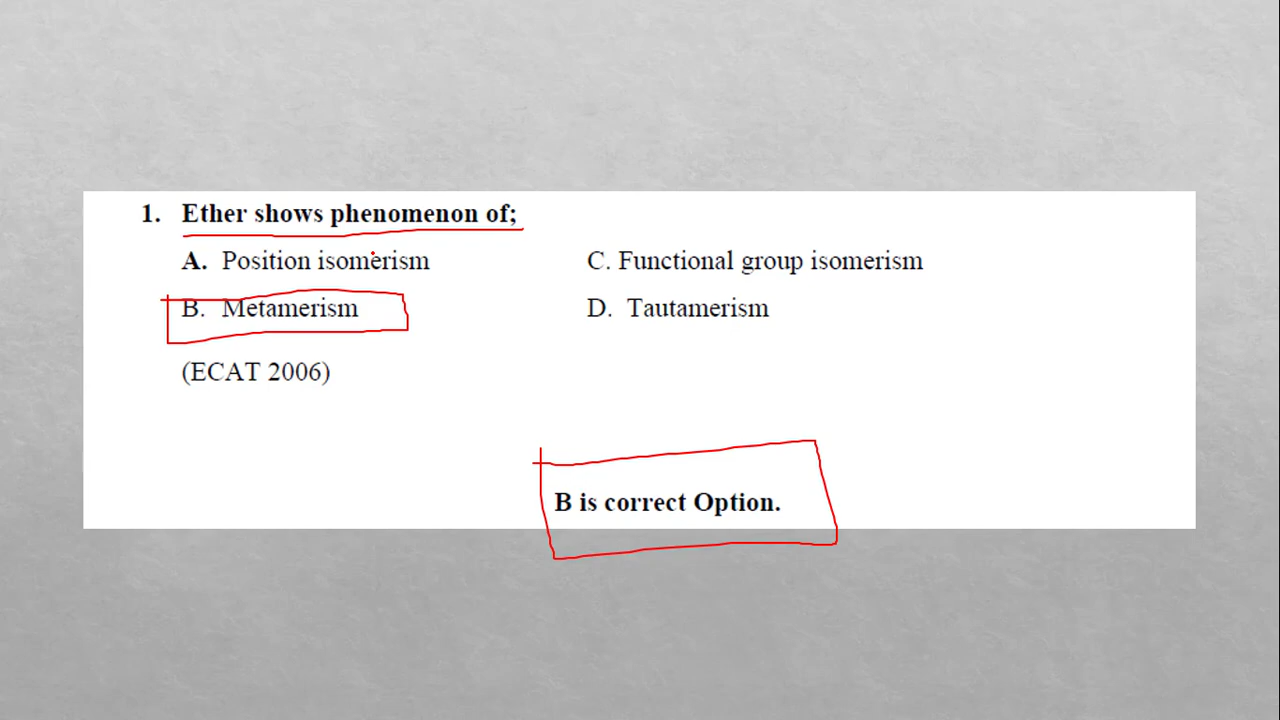 1. Ether shows phenomenon of;
A. Position isomerism
C. Functional group isomerism
B. Metamerism
D. Tautamerism
(ECAT 2006)
B is correct Option.